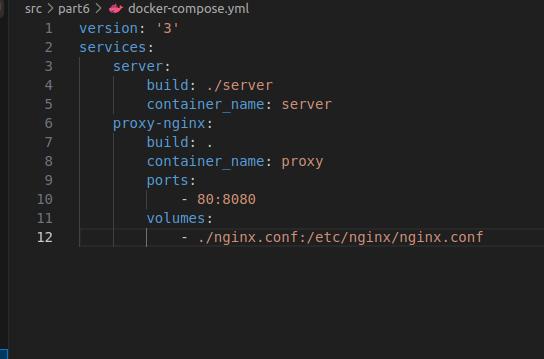 src > part6 > docker-compose.yml
1 version: '3'
2 services:
3     server:
4         build: ./server
5         container_name: server
6     proxy-nginx:
7         build: .
8         container_name: proxy
9         ports:
10             - 80:8080
11         volumes:
12             - ./nginx.conf:/etc/nginx/nginx.conf